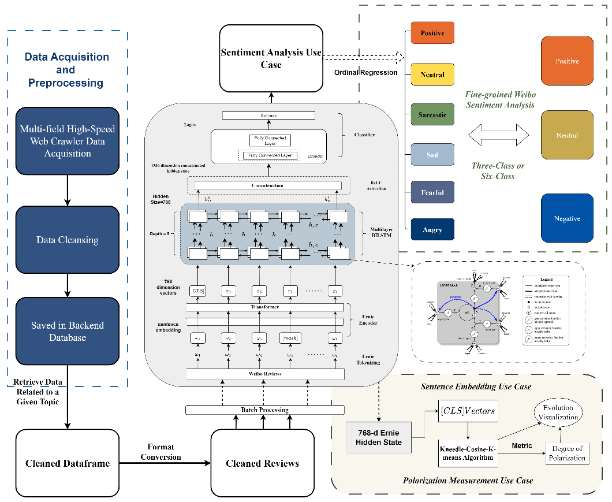 Data Acquisition
and
Preprocessing
Multi-field High-Speed
Web Crawler Data
Acquisition
Data Cleansing
Saved in Backend
Database
Retrieve Data
Related to a
Given Topic
Cleaned Dataframe
Format
Conversion
Cleaned Reviews
Batch Processing
Weibo Reviews
Ernie
Tokenizing
sentence
embedding
Transformer
Ernie
Encoder
768
dimension
vectors
[CLS]
[mask]
Hidden
Size=768
Multilayer
Concatenation
Fully Connected
Layer
Fully Connected Layer
Classifier
Softmax
Logits
Sentiment Analysis Use
Case
Ordinal Regression
Positive
Neutral
Sarcastic
Sad
Fearful
Angry
Fine-grained Weibo
Sentiment Analysis
Three-Class or
Six-Class
Positive
Neutral
Negative
Legend
Sentence Embedding Use Case
768-d Ernie
Hidden State
[CLS]Vectors
Kneedle-Cosine-K-
means Algorithm
Metric
Evolution
Visualization
Degree of
Polarization
Polarization Measurement Use Case